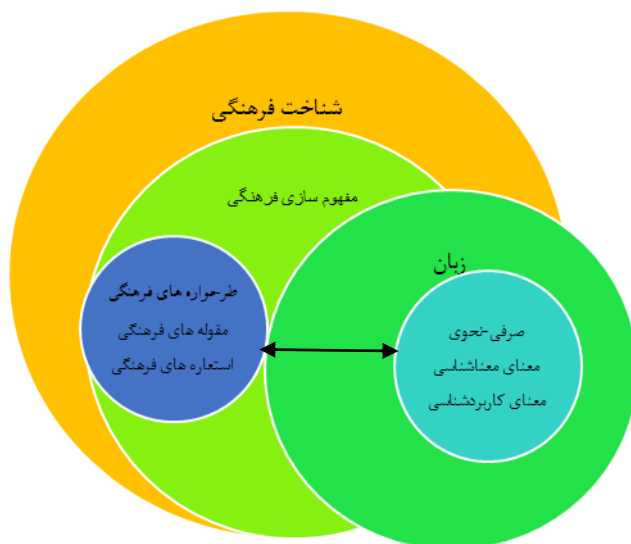 شناخت فرهنگی
مفهوم سازی فرهنگی
زبان
طرحواره های فرهنگی
مقوله های فرهنگی
استعاره های فرهنگی
صرفی-نحوی
معنای معناشناسی
معنای کاربردشناسی